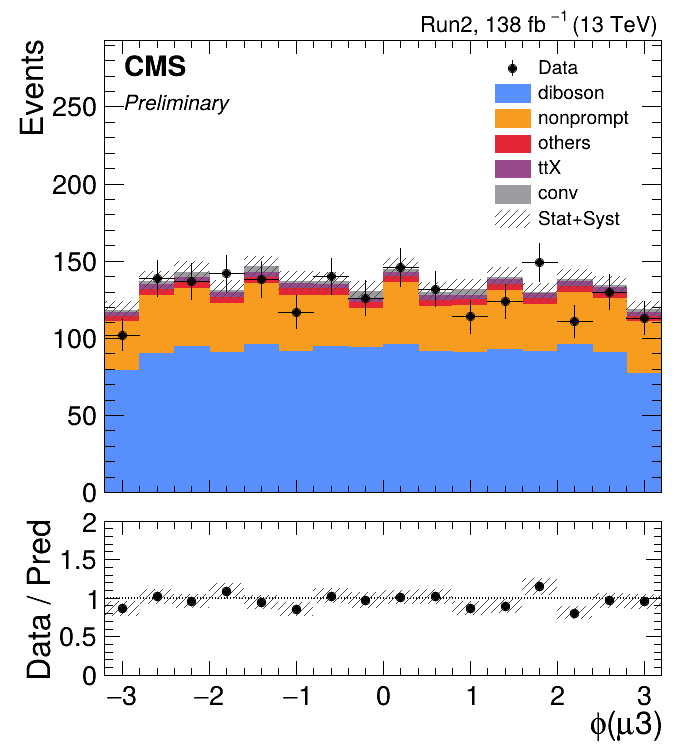 Run2, 138 fb⁻¹ (13 TeV)
CMS
Preliminary
Events
250
200
150
100
50
0
Data
diboson
nonprompt
others
ttX
conv
Stat+Syst
Data / Pred
2
1.5
1
0.5
0
−3 −2 −1 0 1 2 3
ϕ(μ3)